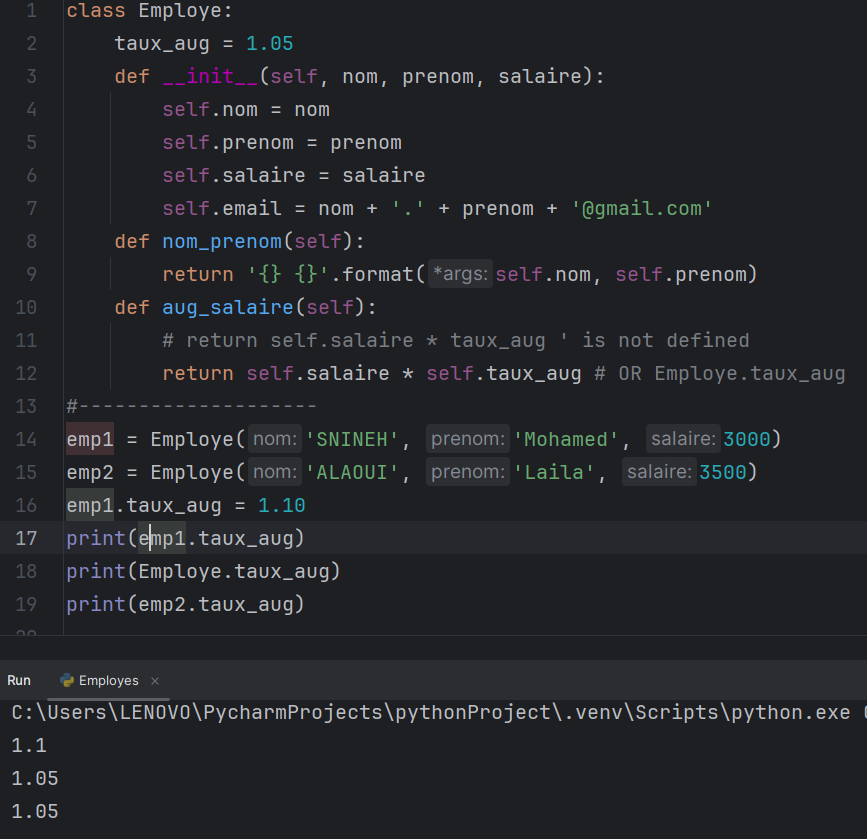 1 class Employe:
2     taux_aug = 1.05
3     def __init__(self, nom, prenom, salaire):
4         self.nom = nom
5         self.prenom = prenom
6         self.salaire = salaire
7         self.email = nom + '.' + prenom + '@gmail.com'
8     def nom_prenom(self):
9         return '{} {}'.format( *args: self.nom, self.prenom)
10     def aug_salaire(self):
11         # return self.salaire * taux_aug ' is not defined
12         return self.salaire * self.taux_aug # OR Employe.taux_aug
13 #--------------------
14 emp1 = Employe( nom: 'SNINEH', prenom: 'Mohamed', salaire: 3000)
15 emp2 = Employe( nom: 'ALAOUI', prenom: 'Laila', salaire: 3500)
16 emp1.taux_aug = 1.10
17 print(emp1.taux_aug)
18 print(Employe.taux_aug)
19 print(emp2.taux_aug)
Run Employes ×
C:\Users\LENOVO\PycharmProjects\pythonProject\.venv\Scripts\python.exe
1.1
1.05
1.05